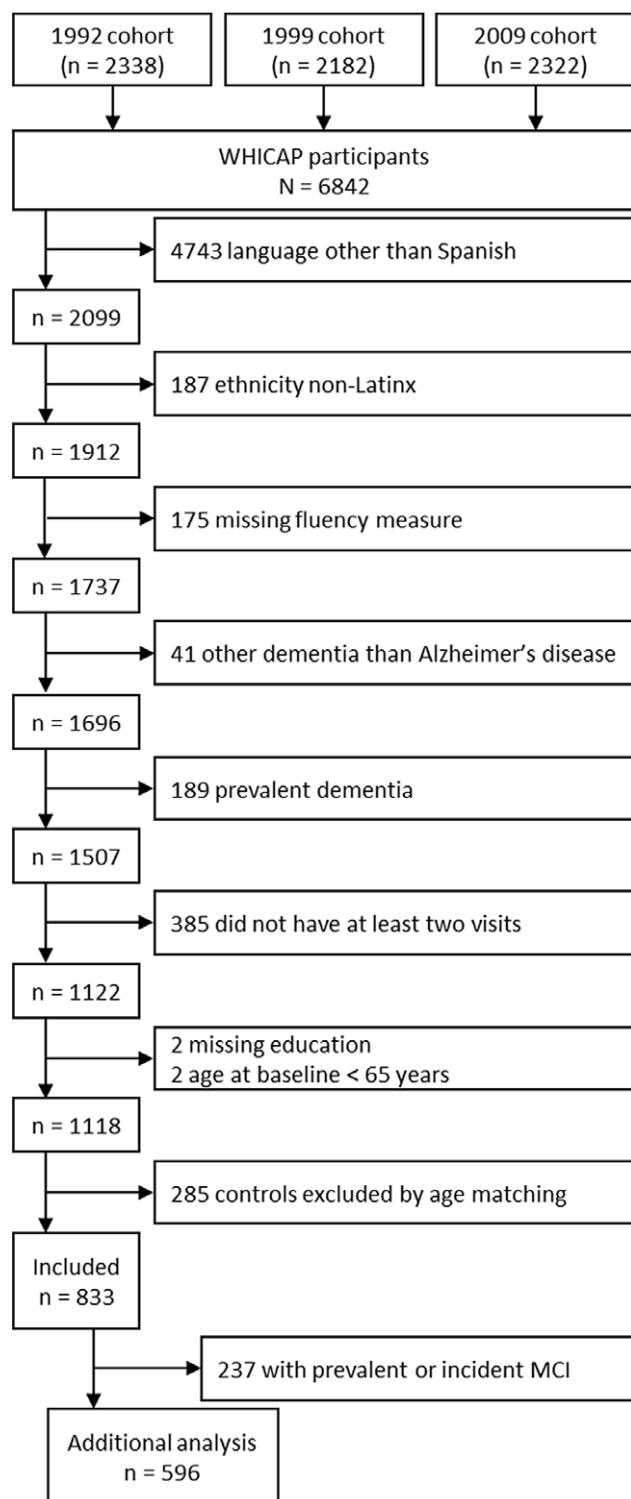 1992 cohort
(n = 2338)
1999 cohort
(n = 2182)
2009 cohort
(n = 2322)
WHICAP participants
N = 6842
4743 language other than Spanish
n = 2099
187 ethnicity non-Latinx
n = 1912
175 missing fluency measure
n = 1737
41 other dementia than Alzheimer's disease
n = 1696
189 prevalent dementia
n = 1507
385 did not have at least two visits
n = 1122
2 missing education
2 age at baseline < 65 years
n = 1118
285 controls excluded by age matching
Included
n = 833
237 with prevalent or incident MCI
Additional analysis
n = 596